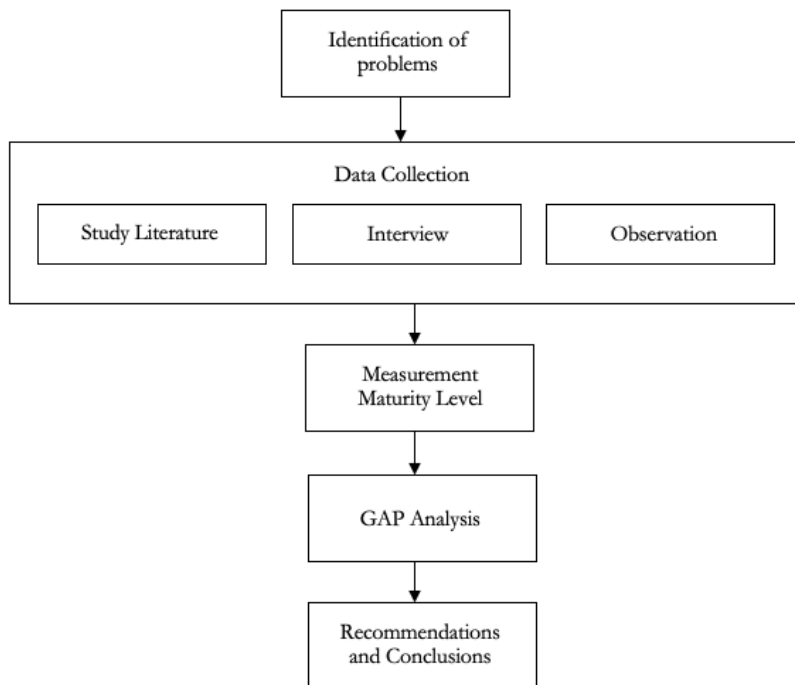 Identification of
problems
Data Collection
Study Literature
Interview
Observation
Measurement
Maturity Level
GAP Analysis
Recommendations
and Conclusions